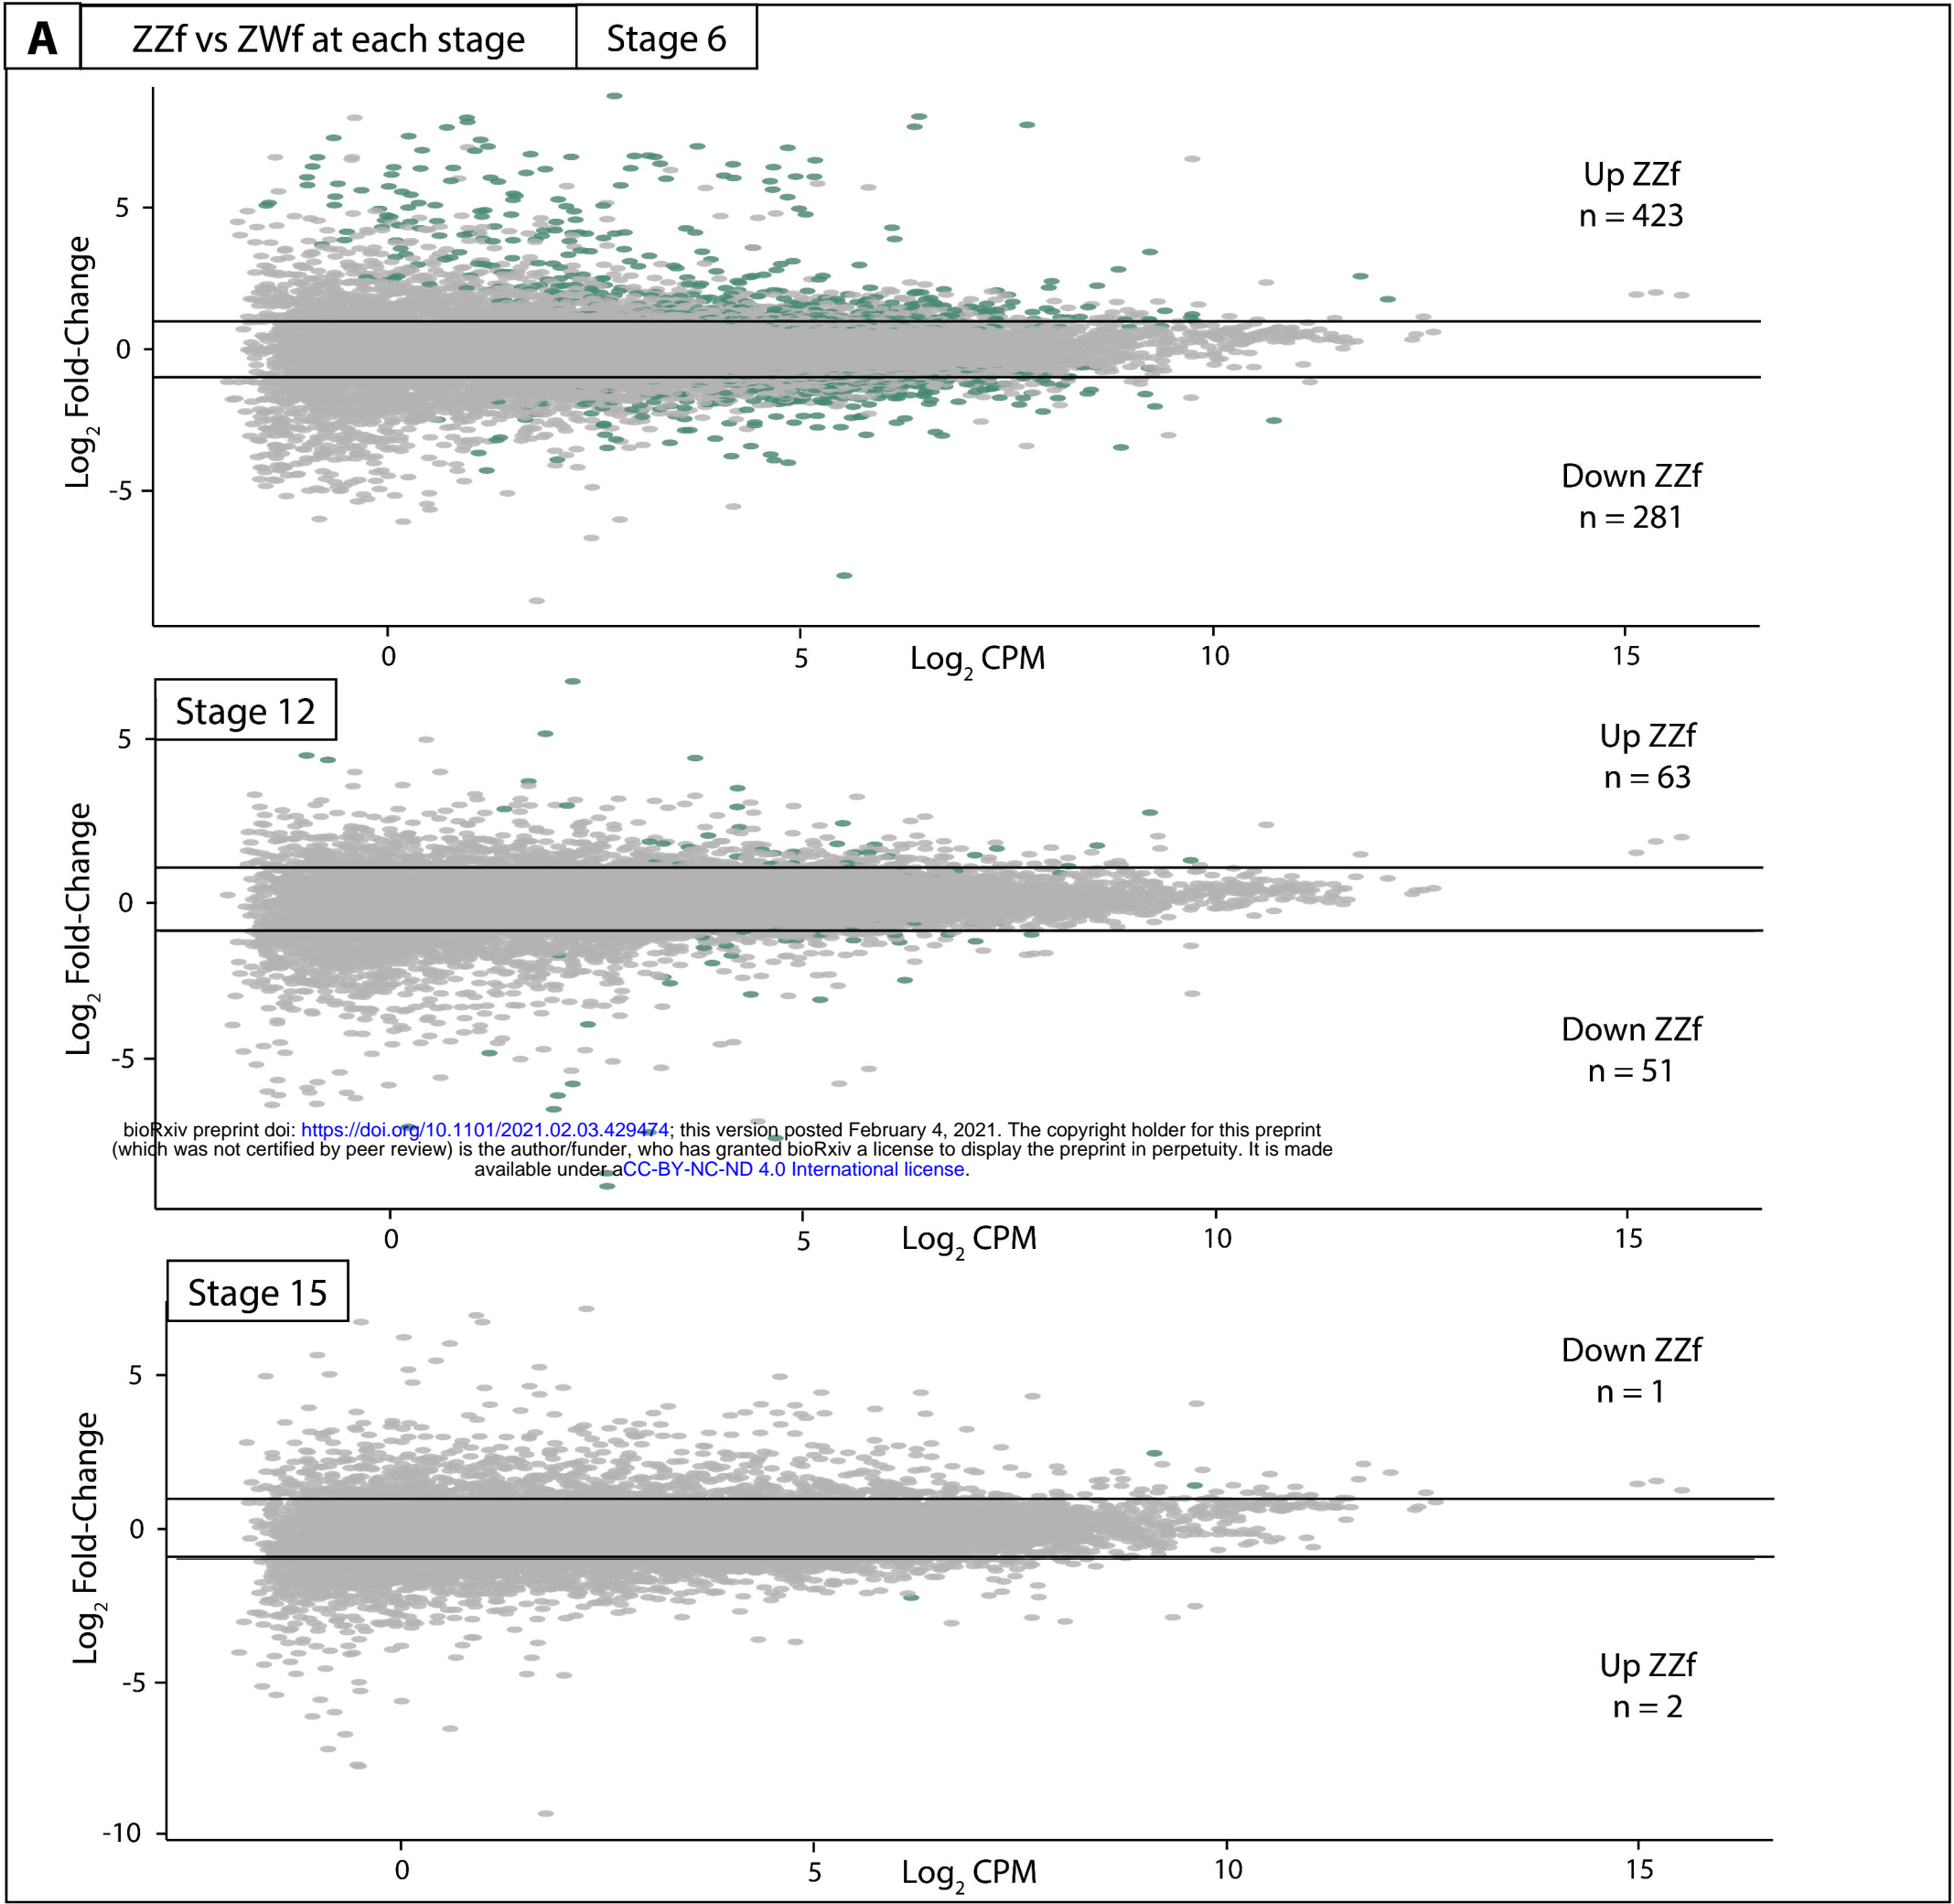 A ZZf vs ZWf at each stage Stage 6
Up ZZf
n = 423
5
0
-5
Log2 Fold-Change
Down ZZf
n = 281
0 5 10 15
Log2 CPM
Stage 12
Up ZZf
n = 63
5
0
-5
Log2 Fold-Change
Down ZZf
n = 51
bioRxiv preprint doi: https://doi.org/10.1101/2021.02.03.429474; this version posted February 4, 2021. The copyright holder for this preprint
(which was not certified by peer review) is the author/funder, who has granted bioRxiv a license to display the preprint in perpetuity. It is made
available under aCC-BY-NC-ND 4.0 International license.
0 5 10 15
Log2 CPM
Stage 15
Down ZZf
n = 1
5
0
-5
-10
Log2 Fold-Change
Up ZZf
n = 2
0 5 10 15
Log2 CPM